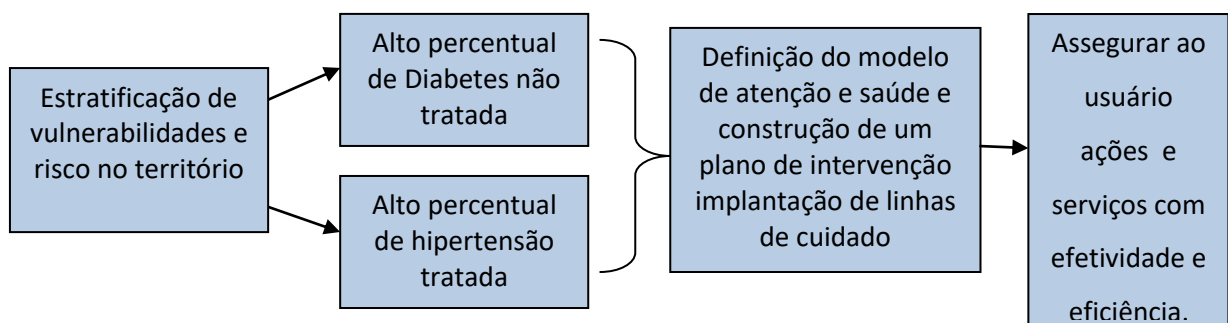 Estratificação de
vulnerabilidades e
risco no território
Alto percentual
de Diabetes não
tratada
Alto percentual
de hipertensão
tratada
Definição do modelo
de atenção e saúde e
construção de um
plano de intervenção
implantação de linhas
de cuidado
Assegurar ao
usuário
ações e
serviços com
efetividade e
eficiência.